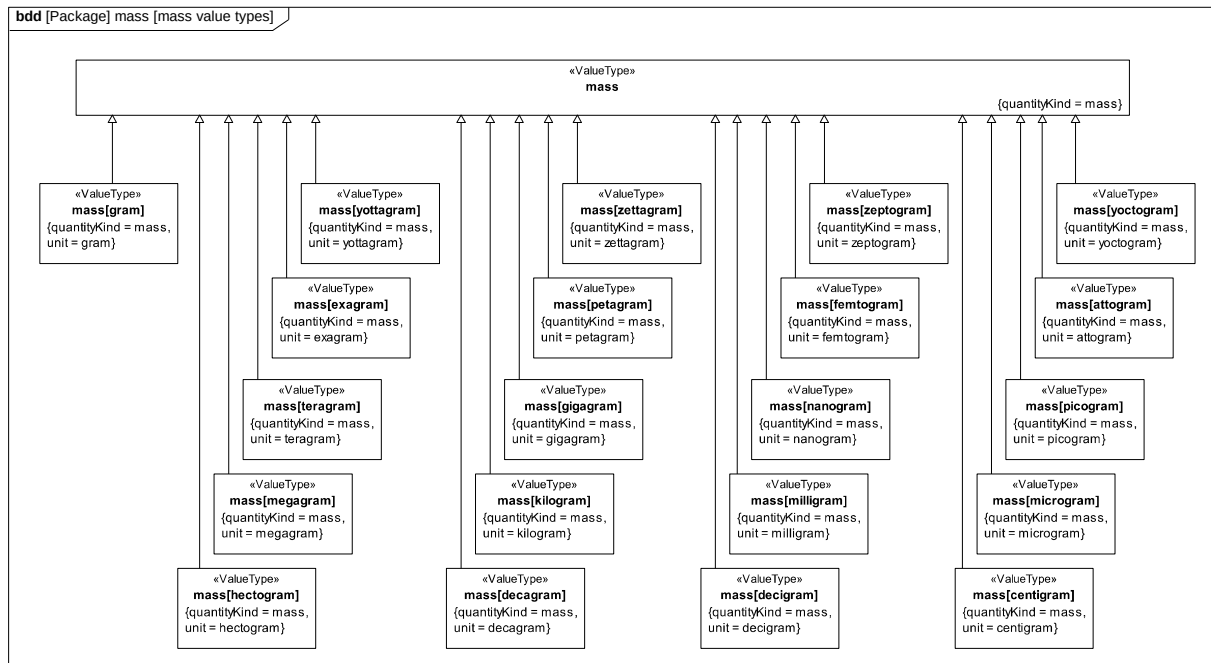 bdd [Package] mass [mass value types]
«ValueType»
mass
{quantityKind = mass}
«ValueType»
mass[gram]
{quantityKind = mass,
unit = gram}
«ValueType»
mass[yottagram]
{quantityKind = mass,
unit = yottagram}
«ValueType»
mass[zettagram]
{quantityKind = mass,
unit = zettagram}
«ValueType»
mass[zeptogram]
{quantityKind = mass,
unit = zeptogram}
«ValueType»
mass[yoctogram]
{quantityKind = mass,
unit = yoctogram}
«ValueType»
mass[exagram]
{quantityKind = mass,
unit = exagram}
«ValueType»
mass[petagram]
{quantityKind = mass,
unit = petagram}
«ValueType»
mass[femtogram]
{quantityKind = mass,
unit = femtogram}
«ValueType»
mass[attogram]
{quantityKind = mass,
unit = attogram}
«ValueType»
mass[teragram]
{quantityKind = mass,
unit = teragram}
«ValueType»
mass[gigagram]
{quantityKind = mass,
unit = gigagram}
«ValueType»
mass[nanogram]
{quantityKind = mass,
unit = nanogram}
«ValueType»
mass[picogram]
{quantityKind = mass,
unit = picogram}
«ValueType»
mass[megagram]
{quantityKind = mass,
unit = megagram}
«ValueType»
mass[kilogram]
{quantityKind = mass,
unit = kilogram}
«ValueType»
mass[milligram]
{quantityKind = mass,
unit = milligram}
«ValueType»
mass[microgram]
{quantityKind = mass,
unit = microgram}
«ValueType»
mass[hectogram]
{quantityKind = mass,
unit = hectogram}
«ValueType»
mass[decagram]
{quantityKind = mass,
unit = decagram}
«ValueType»
mass[decigram]
{quantityKind = mass,
unit = decigram}
«ValueType»
mass[centigram]
{quantityKind = mass,
unit = centigram}